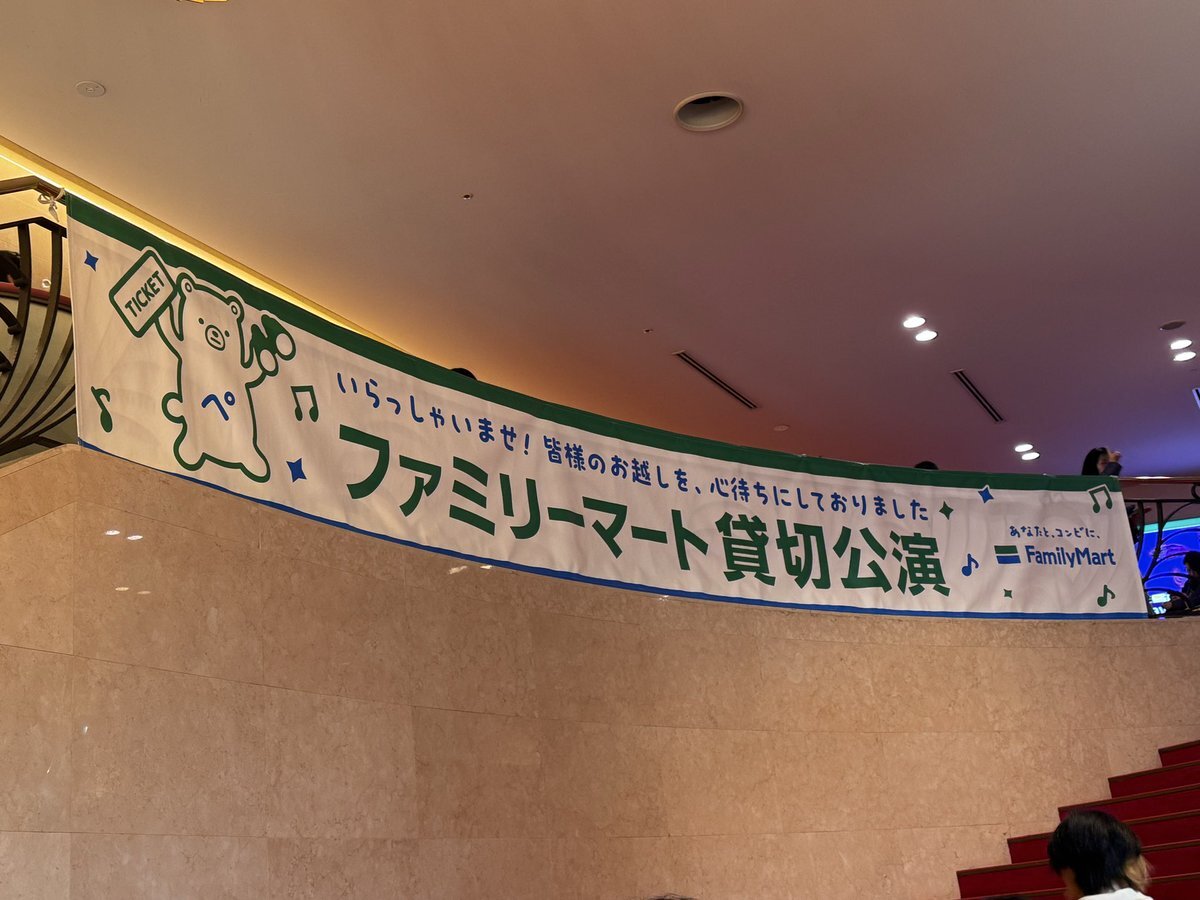 TICKET
ペ
いらっしゃいませ! 皆様のお越しを、心待ちにしておりました
ファミリーマート貸切公演
あなたと、コンビに、
FamilyMart